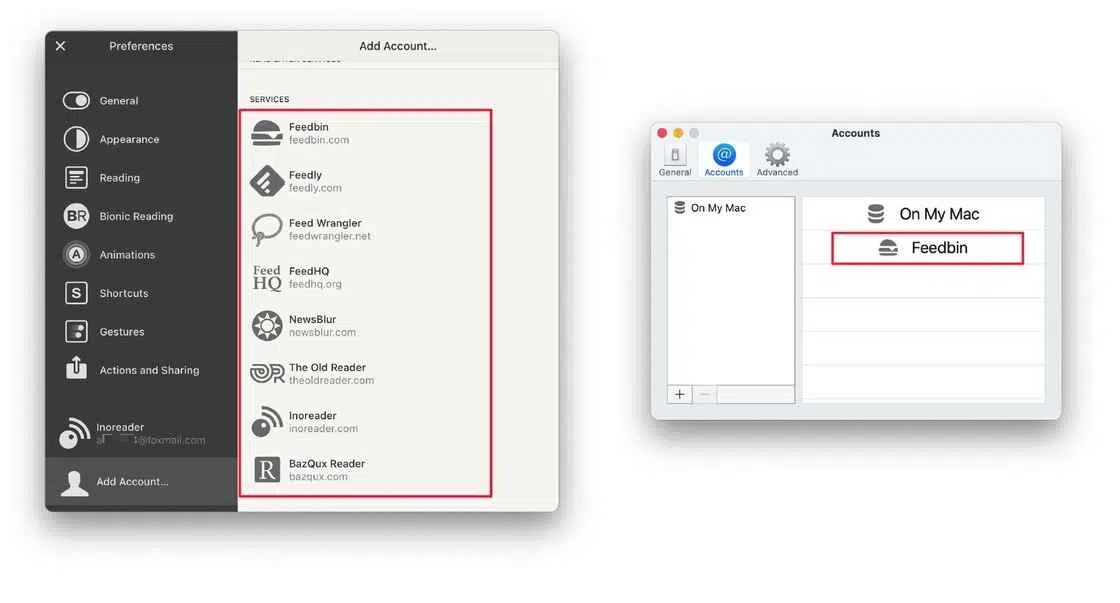 Preferences
General
Appearance
Reading
BR
Bionic Reading
A
Animations
S
Shortcuts
Gestures
Actions and Sharing
Inoreader
@foxmail.com
Add Account...
Add Account...
SERVICES
Feedbin
feedbin.com
Feedly
feedly.com
Feed Wrangler
feedwrangler.net
Feed
HQ
FeedHQ
feedhq.org
NewsBlur
newsblur.com
The Old Reader
theoldreader.com
Inoreader
inoreader.com
R
BazQux Reader
bazqux.com
Accounts
General
@
Accounts
Advanced
On My Mac
On My Mac
Feedbin